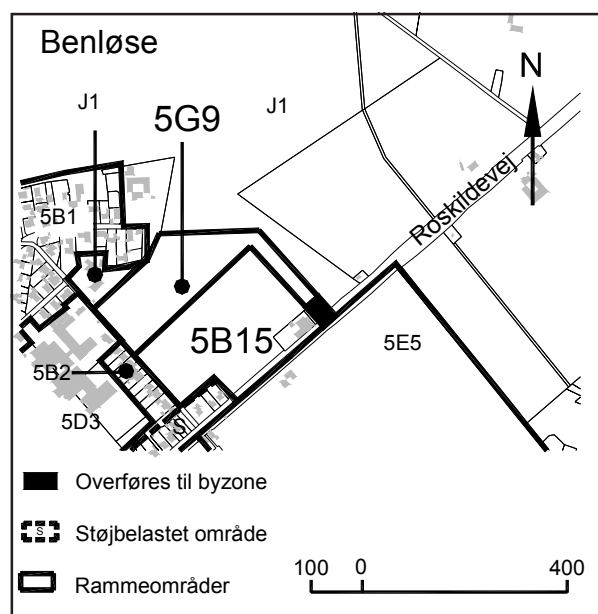 Benløse
J1
J1
5G9
N
Roskildevej
5B1
5B15
5E5
5B2
5D3
S
Overføres til byzone
S
Støjbelastet område
Rammeområder
100 0 400